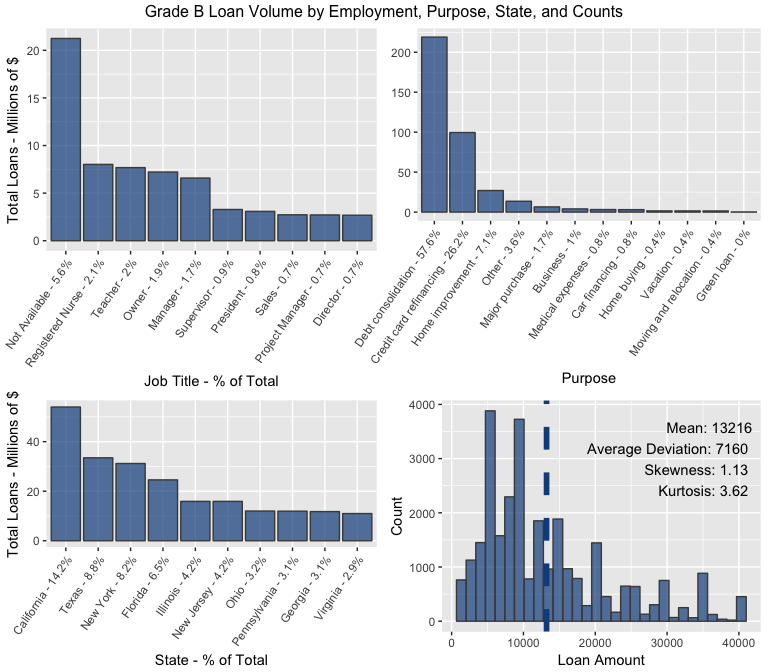 Grade B Loan Volume by Employment, Purpose, State, and Counts
Total Loans - Millions of $
20
15
10
5
0
Not Available - 5.6%
Registered Nurse - 2.1%
Teacher - 2%
Owner - 1.9%
Manager - 1.7%
Supervisor - 0.9%
President - 0.8%
Sales - 0.7%
Project Manager - 0.7%
Director - 0.7%
Job Title - % of Total
200
150
100
50
0
Debt consolidation - 57.6%
Credit card refinancing - 26.2%
Home improvement - 7.1%
Other - 3.6%
Major purchase - 1.7%
Business - 1%
Medical expenses - 0.8%
Car financing - 0.8%
Home buying - 0.4%
Vacation - 0.4%
Moving and relocation - 0.4%
Green loan - 0%
Purpose
Total Loans - Millions of $
40
20
0
California - 14.2%
Texas - 8.8%
New York - 8.2%
Florida - 6.5%
Illinois - 4.2%
New Jersey - 4.2%
Ohio - 3.2%
Pennsylvania - 3.1%
Georgia - 3.1%
Virginia - 2.9%
State - % of Total
Count
4000
3000
2000
1000
0
Mean: 13216
Average Deviation: 7160
Skewness: 1.13
Kurtosis: 3.62
0
10000
20000
30000
40000
Loan Amount